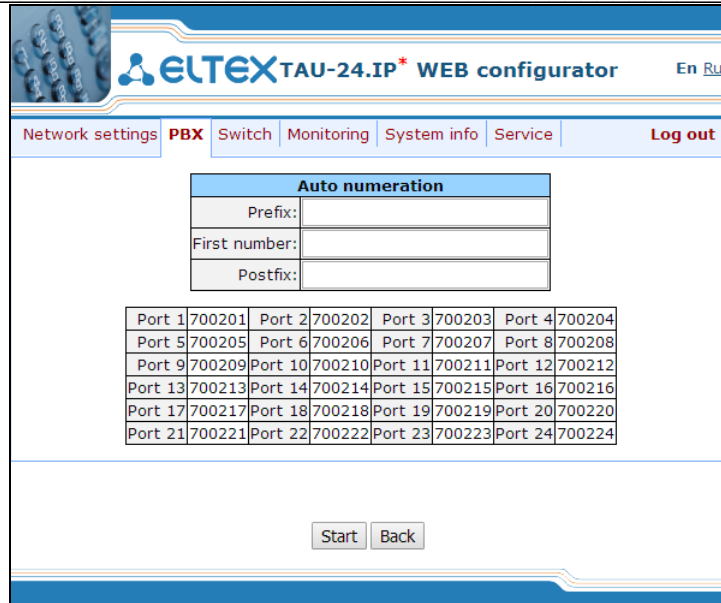 ELTEX TAU-24.IP* WEB configurator En Ru
Network settings PBX Switch Monitoring System info Service Log out
Auto numeration
Prefix:
First number:
Postfix:
Port 1 700201 Port 2 700202 Port 3 700203 Port 4 700204
Port 5 700205 Port 6 700206 Port 7 700207 Port 8 700208
Port 9 700209 Port 10 700210 Port 11 700211 Port 12 700212
Port 13 700213 Port 14 700214 Port 15 700215 Port 16 700216
Port 17 700217 Port 18 700218 Port 19 700219 Port 20 700220
Port 21 700221 Port 22 700222 Port 23 700223 Port 24 700224
Start Back